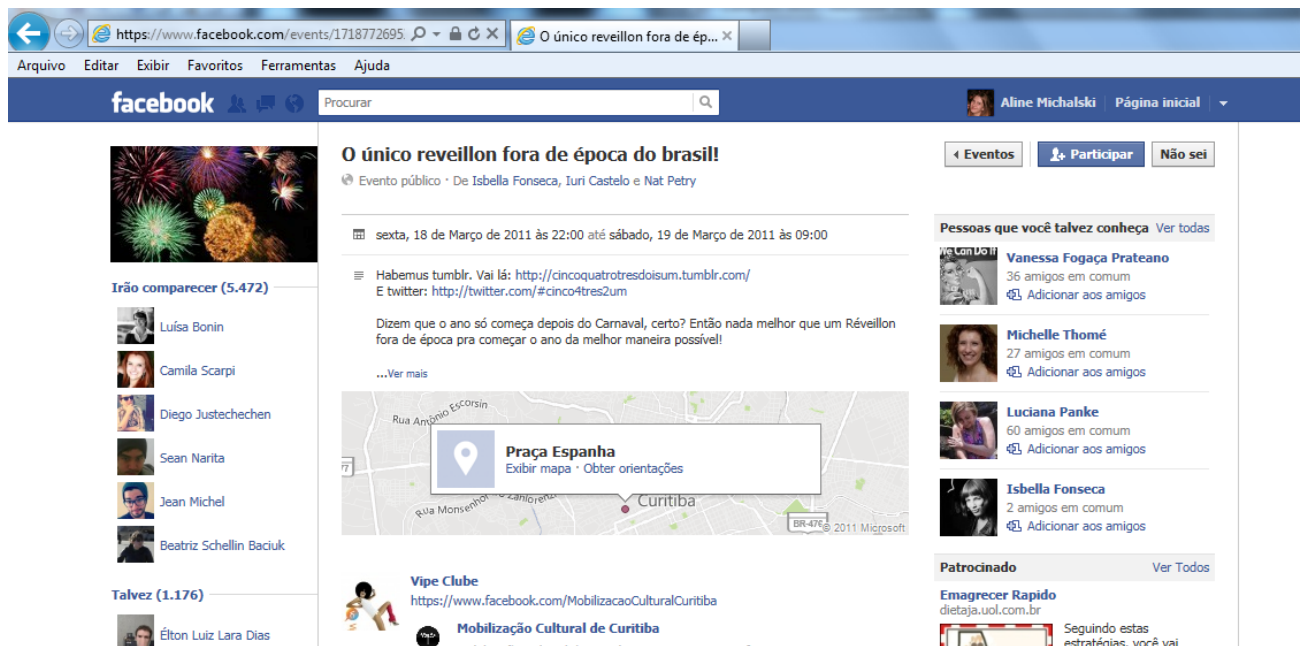 https://www.facebook.com/events/1718772695.
O único reveillon fora de ép...
Arquivo Editar Exibir Favoritos Ferramentas Ajuda
facebook
Procurar
Aline Michalski
Página inicial
O único reveillon fora de época do brasil!
Evento público · De Isbella Fonseca, Iuri Castelo e Nat Petry
Eventos
Participar
Não sei
sexta, 18 de Março de 2011 às 22:00 até sábado, 19 de Março de 2011 às 09:00
Habemus tumblr. Vai lá: http://cincoquatrotresdoisum.tumblr.com/
E twitter: http://twitter.com/#cinco4tres2um
Dizem que o ano só começa depois do Carnaval, certo? Então nada melhor que um Réveillon
fora de época pra começar o ano da melhor maneira possível!
...Ver mais
Rua Antônio Escorsin
77
Praça Espanha
Exibir mapa · Obter orientações
Rua Monsenhor
Curitiba
BR-476
© 2011 Microsoft
Vipe Clube
https://www.facebook.com/MobilizacaoCulturalCuritiba
Mobilização Cultural de Curitiba
Irão comparecer (5.472)
Luísa Bonin
Camila Scarpi
Diego Justechechen
Sean Narita
Jean Michel
Beatriz Schellin Baciuk
Talvez (1.176)
Élton Luiz Lara Dias
Pessoas que você talvez conheça Ver todas
We Can Do It
Vanessa Fogaça Prateano
36 amigos em comum
Adicionar aos amigos
Michelle Thomé
27 amigos em comum
Adicionar aos amigos
Luciana Panke
60 amigos em comum
Adicionar aos amigos
Isbella Fonseca
2 amigos em comum
Adicionar aos amigos
Patrocinado Ver Todos
Emagrecer Rapido
dietaja.uol.com.br
Seguindo estas
estratégias, você vai